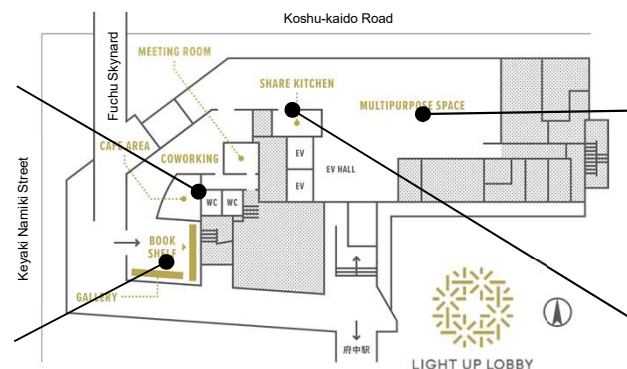 Koshu-kaido Road
Fuchu Skynard
MEETING ROOM
SHARE KITCHEN
MULTIPURPOSE SPACE
CAFE AREA
COWORKING
EV
EV HALL
EV
WC
WC
Keyaki Namiki Street
BOOK
SHELF
GALLERY
府中駅
LIGHT UP LOBBY